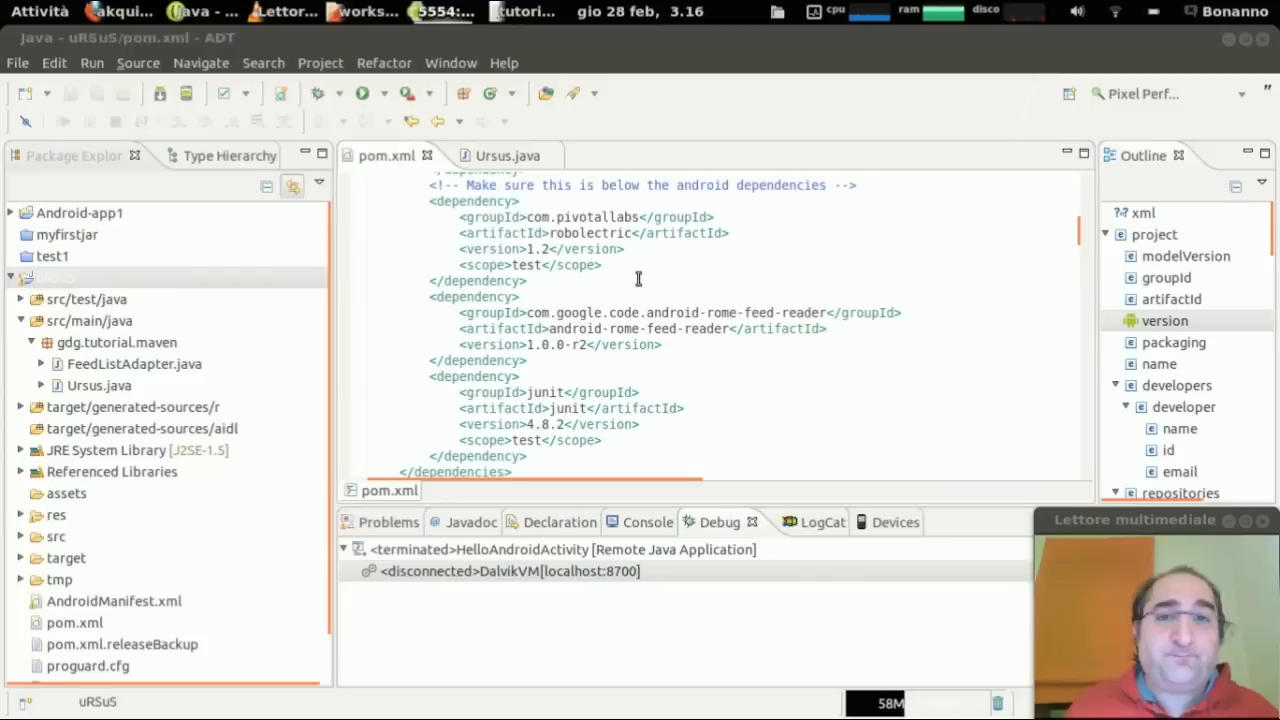 Attività akqui... Java - ... Lettor... works... 5554:... tutori... gio 28 feb, 3.16 cpu ram disco Bonanno
Java - uRSuS/pom.xml - ADT
File Edit Run Source Navigate Search Project Refactor Window Help
Pixel Perf... "
Package Explor Type Hierarchy
Android-app1
myfirstjar
test1
src/test/java
src/main/java
gdg.tutorial.maven
FeedListAdapter.java
Ursus.java
target/generated-sources/r
target/generated-sources/aidl
JRE System Library [J2SE-1.5]
Referenced Libraries
assets
res
src
target
tmp
AndroidManifest.xml
pom.xml
pom.xml.releaseBackup
proguard.cfg
pom.xml Ursus.java
</dependency>
<!-- Make sure this is below the android dependencies -->
<dependency>
<groupId>com.pivotallabs</groupId>
<artifactId>robolectric</artifactId>
<version>1.2</version>
<scope>test</scope>
</dependency>
<dependency>
<groupId>com.google.code.android-rome-feed-reader</groupId>
<artifactId>android-rome-feed-reader</artifactId>
<version>1.0.0-r2</version>
</dependency>
<dependency>
<groupId>junit</groupId>
<artifactId>junit</artifactId>
<version>4.8.2</version>
<scope>test</scope>
</dependency>
</dependencies>
pom.xml
Outline
?-? xml
project
modelVersion
groupId
artifactId
version
packaging
name
developers
developer
name
id
email
repositories
Problems @ Javadoc Declaration Console Debug LogCat Devices
<terminated>HelloAndroidActivity [Remote Java Application]
<disconnected>DalvikVM[localhost:8700]
Lettore multimediale
uRSuS
58M